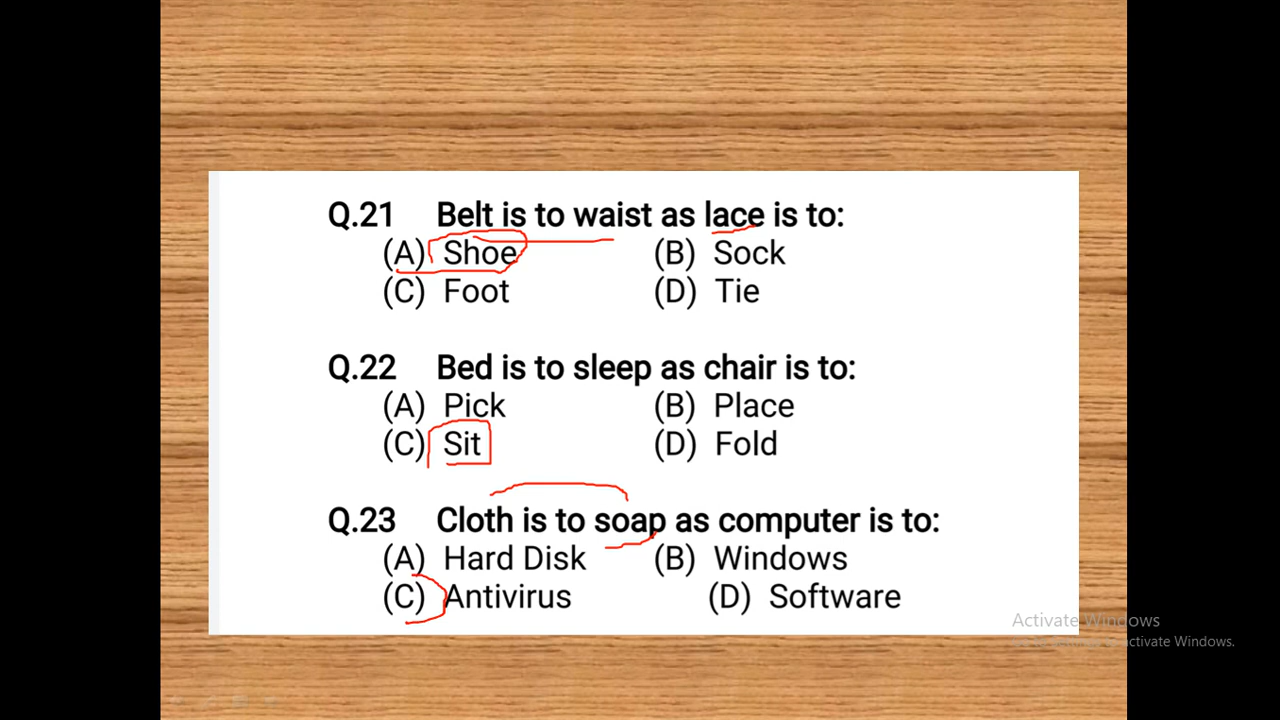 Q.21 Belt is to waist as lace is to:
(A) Shoe (B) Sock
(C) Foot (D) Tie
Q.22 Bed is to sleep as chair is to:
(A) Pick (B) Place
(C) Sit (D) Fold
Q.23 Cloth is to soap as computer is to:
(A) Hard Disk (B) Windows
(C) Antivirus (D) Software
Activate Windows
activate Windows.